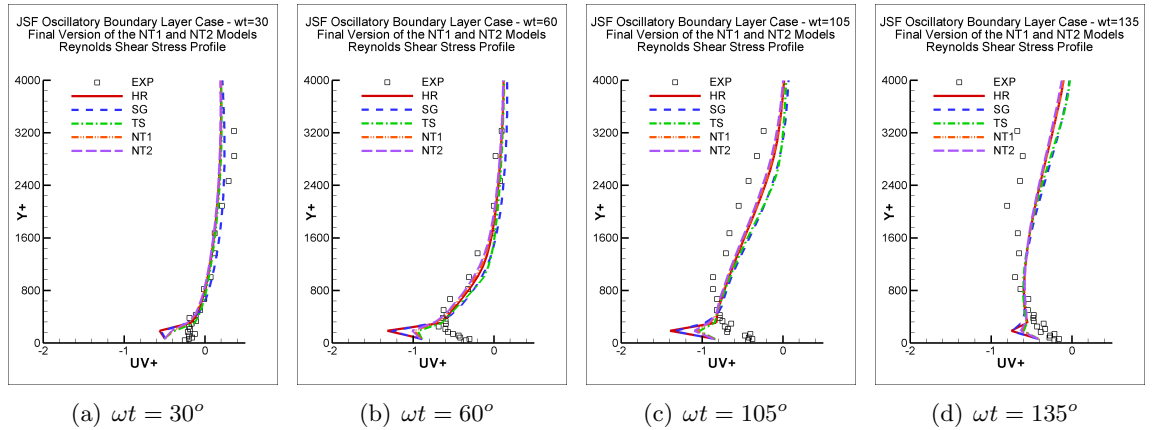 JSF Oscillatory Boundary Layer Case - wt=30
Final Version of the NT1 and NT2 Models
Reynolds Shear Stress Profile
EXP
HR
SG
TS
NT1
NT2
Y+
4000
3200
2400
1600
800
0
-2
-1
0
UV+
(a) ωt = 30°
JSF Oscillatory Boundary Layer Case - wt=60
Final Version of the NT1 and NT2 Models
Reynolds Shear Stress Profile
EXP
HR
SG
TS
NT1
NT2
Y+
4000
3200
2400
1600
800
0
-2
-1
0
UV+
(b) ωt = 60°
JSF Oscillatory Boundary Layer Case - wt=105
Final Version of the NT1 and NT2 Models
Reynolds Shear Stress Profile
EXP
HR
SG
TS
NT1
NT2
Y+
4000
3200
2400
1600
800
0
-2
-1
0
UV+
(c) ωt = 105°
JSF Oscillatory Boundary Layer Case - wt=135
Final Version of the NT1 and NT2 Models
Reynolds Shear Stress Profile
EXP
HR
SG
TS
NT1
NT2
Y+
4000
3200
2400
1600
800
0
-2
-1
0
UV+
(d) ωt = 135°